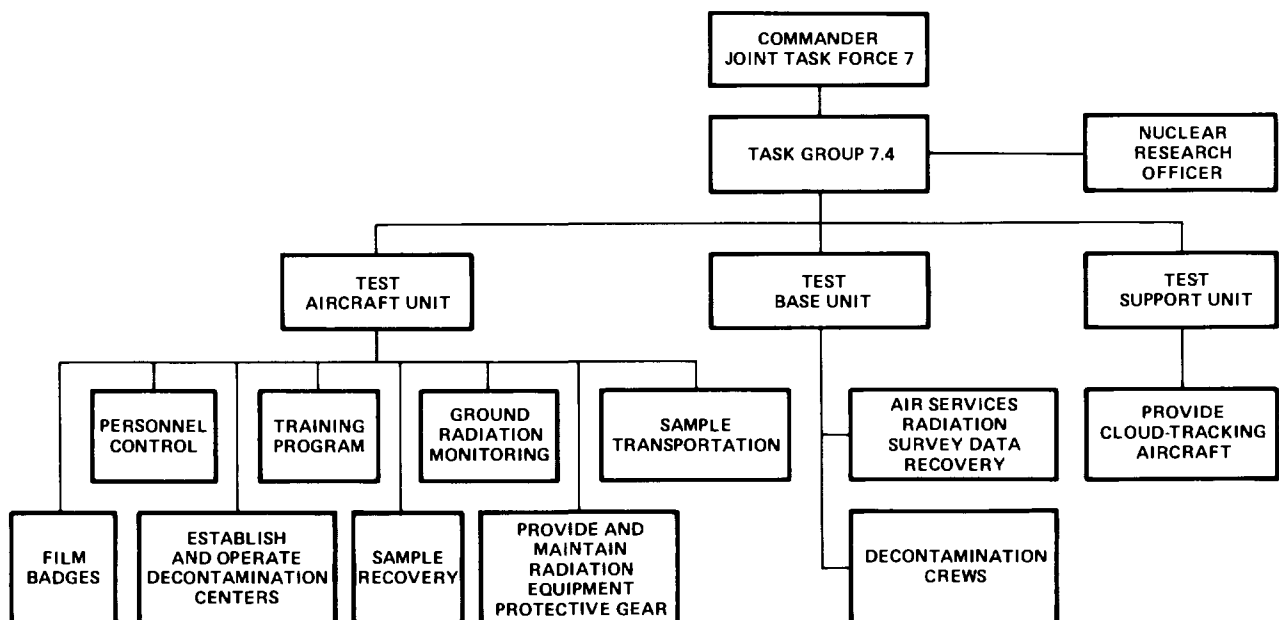 COMMANDER
JOINT TASK FORCE 7
TASK GROUP 7.4
NUCLEAR
RESEARCH
OFFICER
TEST
AIRCRAFT UNIT
TEST
BASE UNIT
TEST
SUPPORT UNIT
PERSONNEL
CONTROL
TRAINING
PROGRAM
GROUND
RADIATION
MONITORING
SAMPLE
TRANSPORTATION
AIR SERVICES
RADIATION
SURVEY DATA
RECOVERY
PROVIDE
CLOUD-TRACKING
AIRCRAFT
FILM
BADGES
ESTABLISH
AND OPERATE
DECONTAMINATION
CENTERS
SAMPLE
RECOVERY
PROVIDE AND
MAINTAIN
RADIATION
EQUIPMENT
PROTECTIVE GEAR
DECONTAMINATION
CREWS